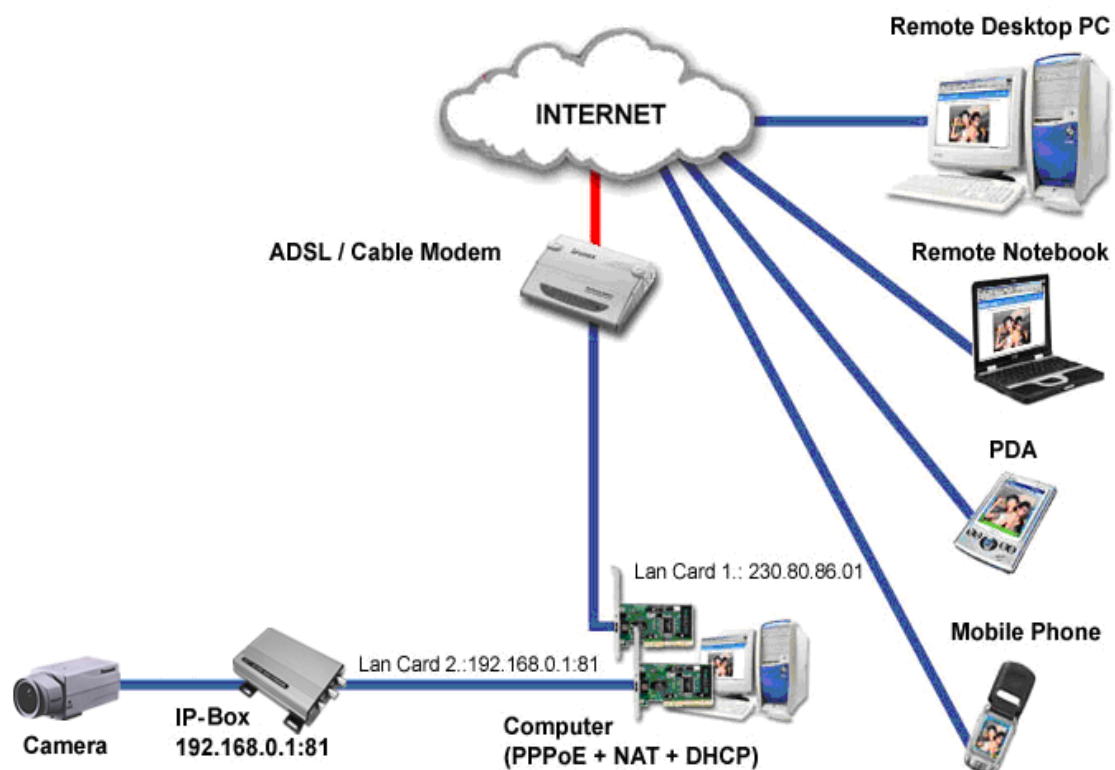 Remote Desktop PC
INTERNET
ADSL / Cable Modem
Remote Notebook
PDA
Lan Card 1.: 230.80.86.01
Mobile Phone
Lan Card 2.:192.168.0.1:81
Camera
IP-Box
192.168.0.1:81
Computer
(PPPoE + NAT + DHCP)